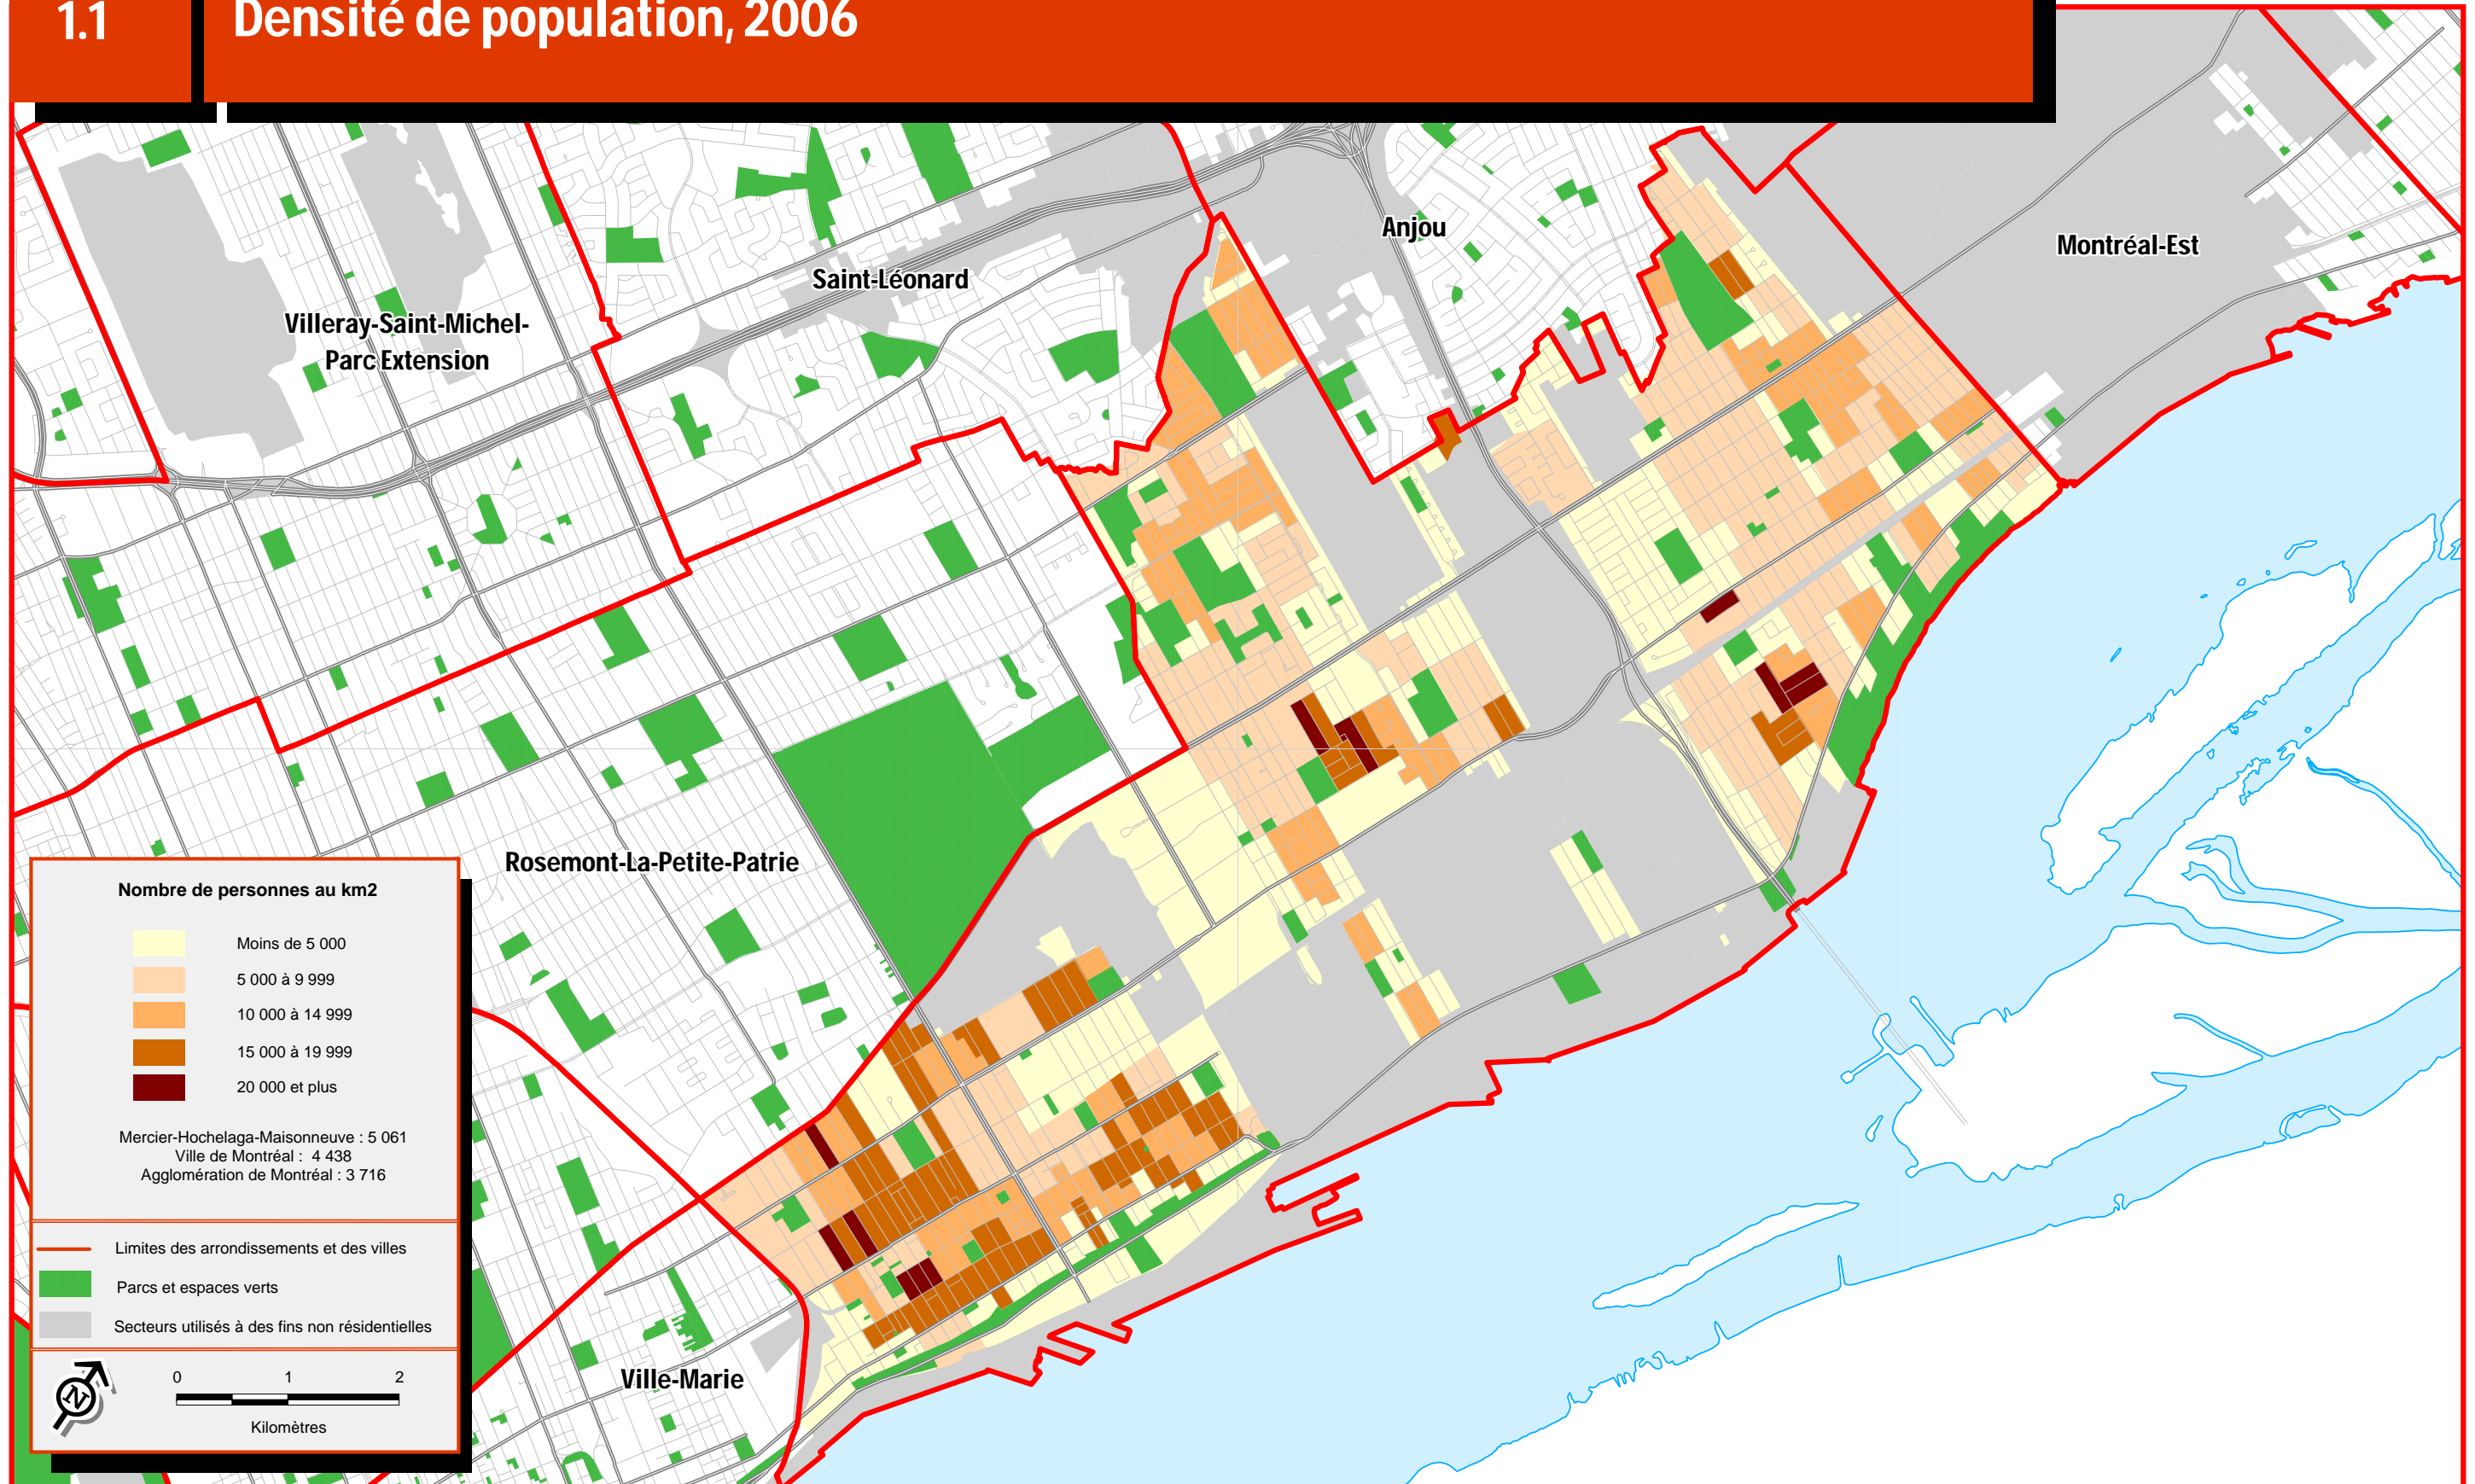 1.1
Densité de population, 2006
Anjou
Montréal-Est
Saint-Léonard
Villeray-Saint-Michel-
Parc Extension
Rosemont-La-Petite-Patrie
Ville-Marie
Nombre de personnes au km2
Moins de 5 000
5 000 à 9 999
10 000 à 14 999
15 000 à 19 999
20 000 et plus
Mercier-Hochelaga-Maisonneuve : 5 061
Ville de Montréal : 4 438
Agglomération de Montréal : 3 716
Limites des arrondissements et des villes
Parcs et espaces verts
Secteurs utilisés à des fins non résidentielles
N
0 1 2
Kilomètres